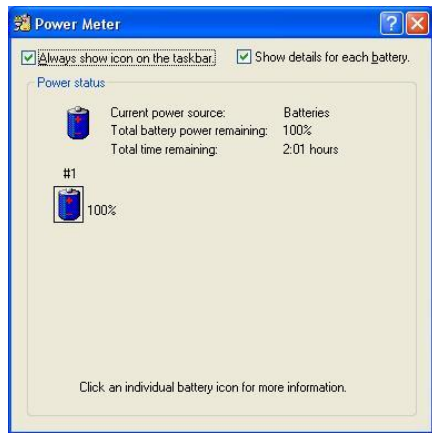 Power Meter
Always show icon on the taskbar.
Show details for each battery.
Power status
Current power source: Batteries
Total battery power remaining: 100%
Total time remaining: 2:01 hours
#1
100%
Click an individual battery icon for more information.